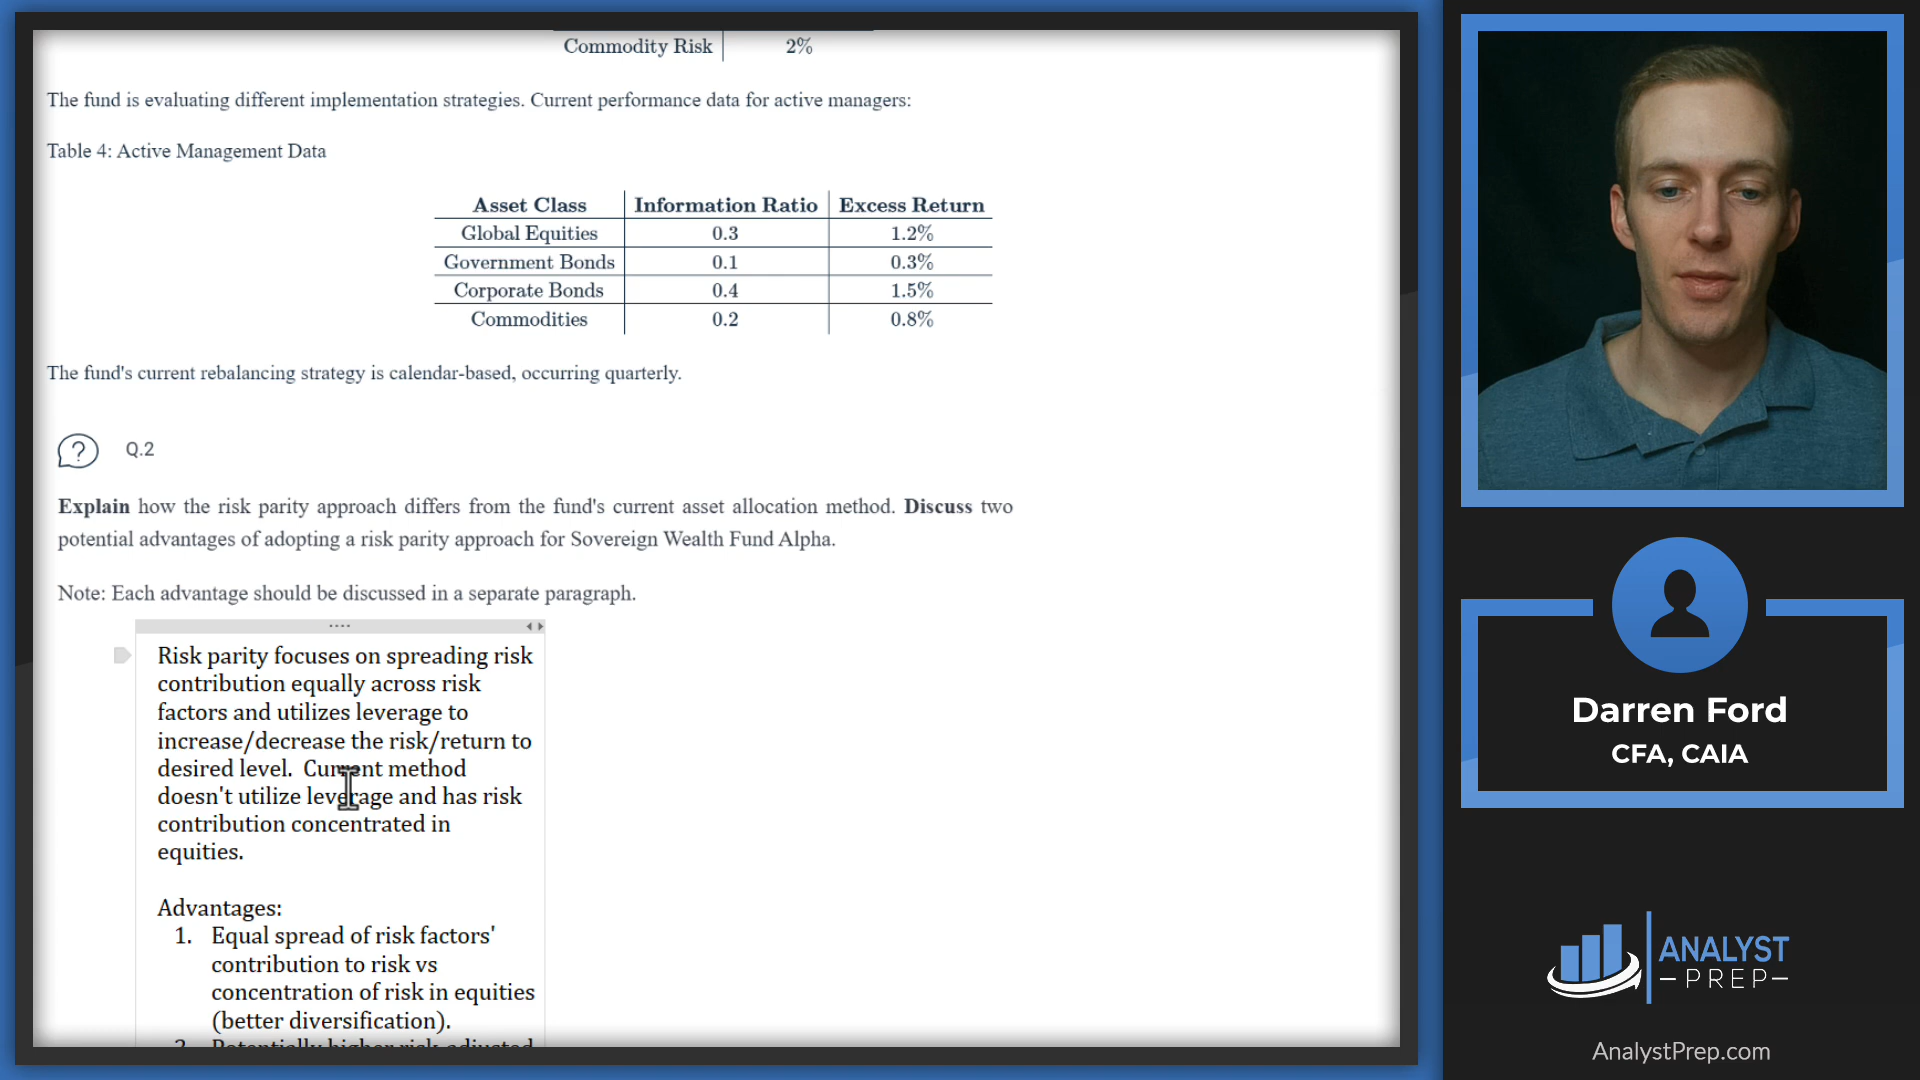 Commodity Risk 2%
The fund is evaluating different implementation strategies. Current performance data for active managers:
Table 4: Active Management Data
Asset Class Information Ratio Excess Return
Global Equities 0.3 1.2%
Government Bonds 0.1 0.3%
Corporate Bonds 0.4 1.5%
Commodities 0.2 0.8%
The fund's current rebalancing strategy is calendar-based, occurring quarterly.
? Q.2
Explain how the risk parity approach differs from the fund's current asset allocation method. Discuss two
potential advantages of adopting a risk parity approach for Sovereign Wealth Fund Alpha.
Note: Each advantage should be discussed in a separate paragraph.
Risk parity focuses on spreading risk
contribution equally across risk
factors and utilizes leverage to
increase/decrease the risk/return to
desired level. Current method
doesn't utilize leverage and has risk
contribution concentrated in
equities.
Advantages:
1. Equal spread of risk factors'
contribution to risk vs
concentration of risk in equities
(better diversification).
2. Potentially higher risk-adjusted
Darren Ford
CFA, CAIA
ANALYST
PREP
AnalystPrep.com